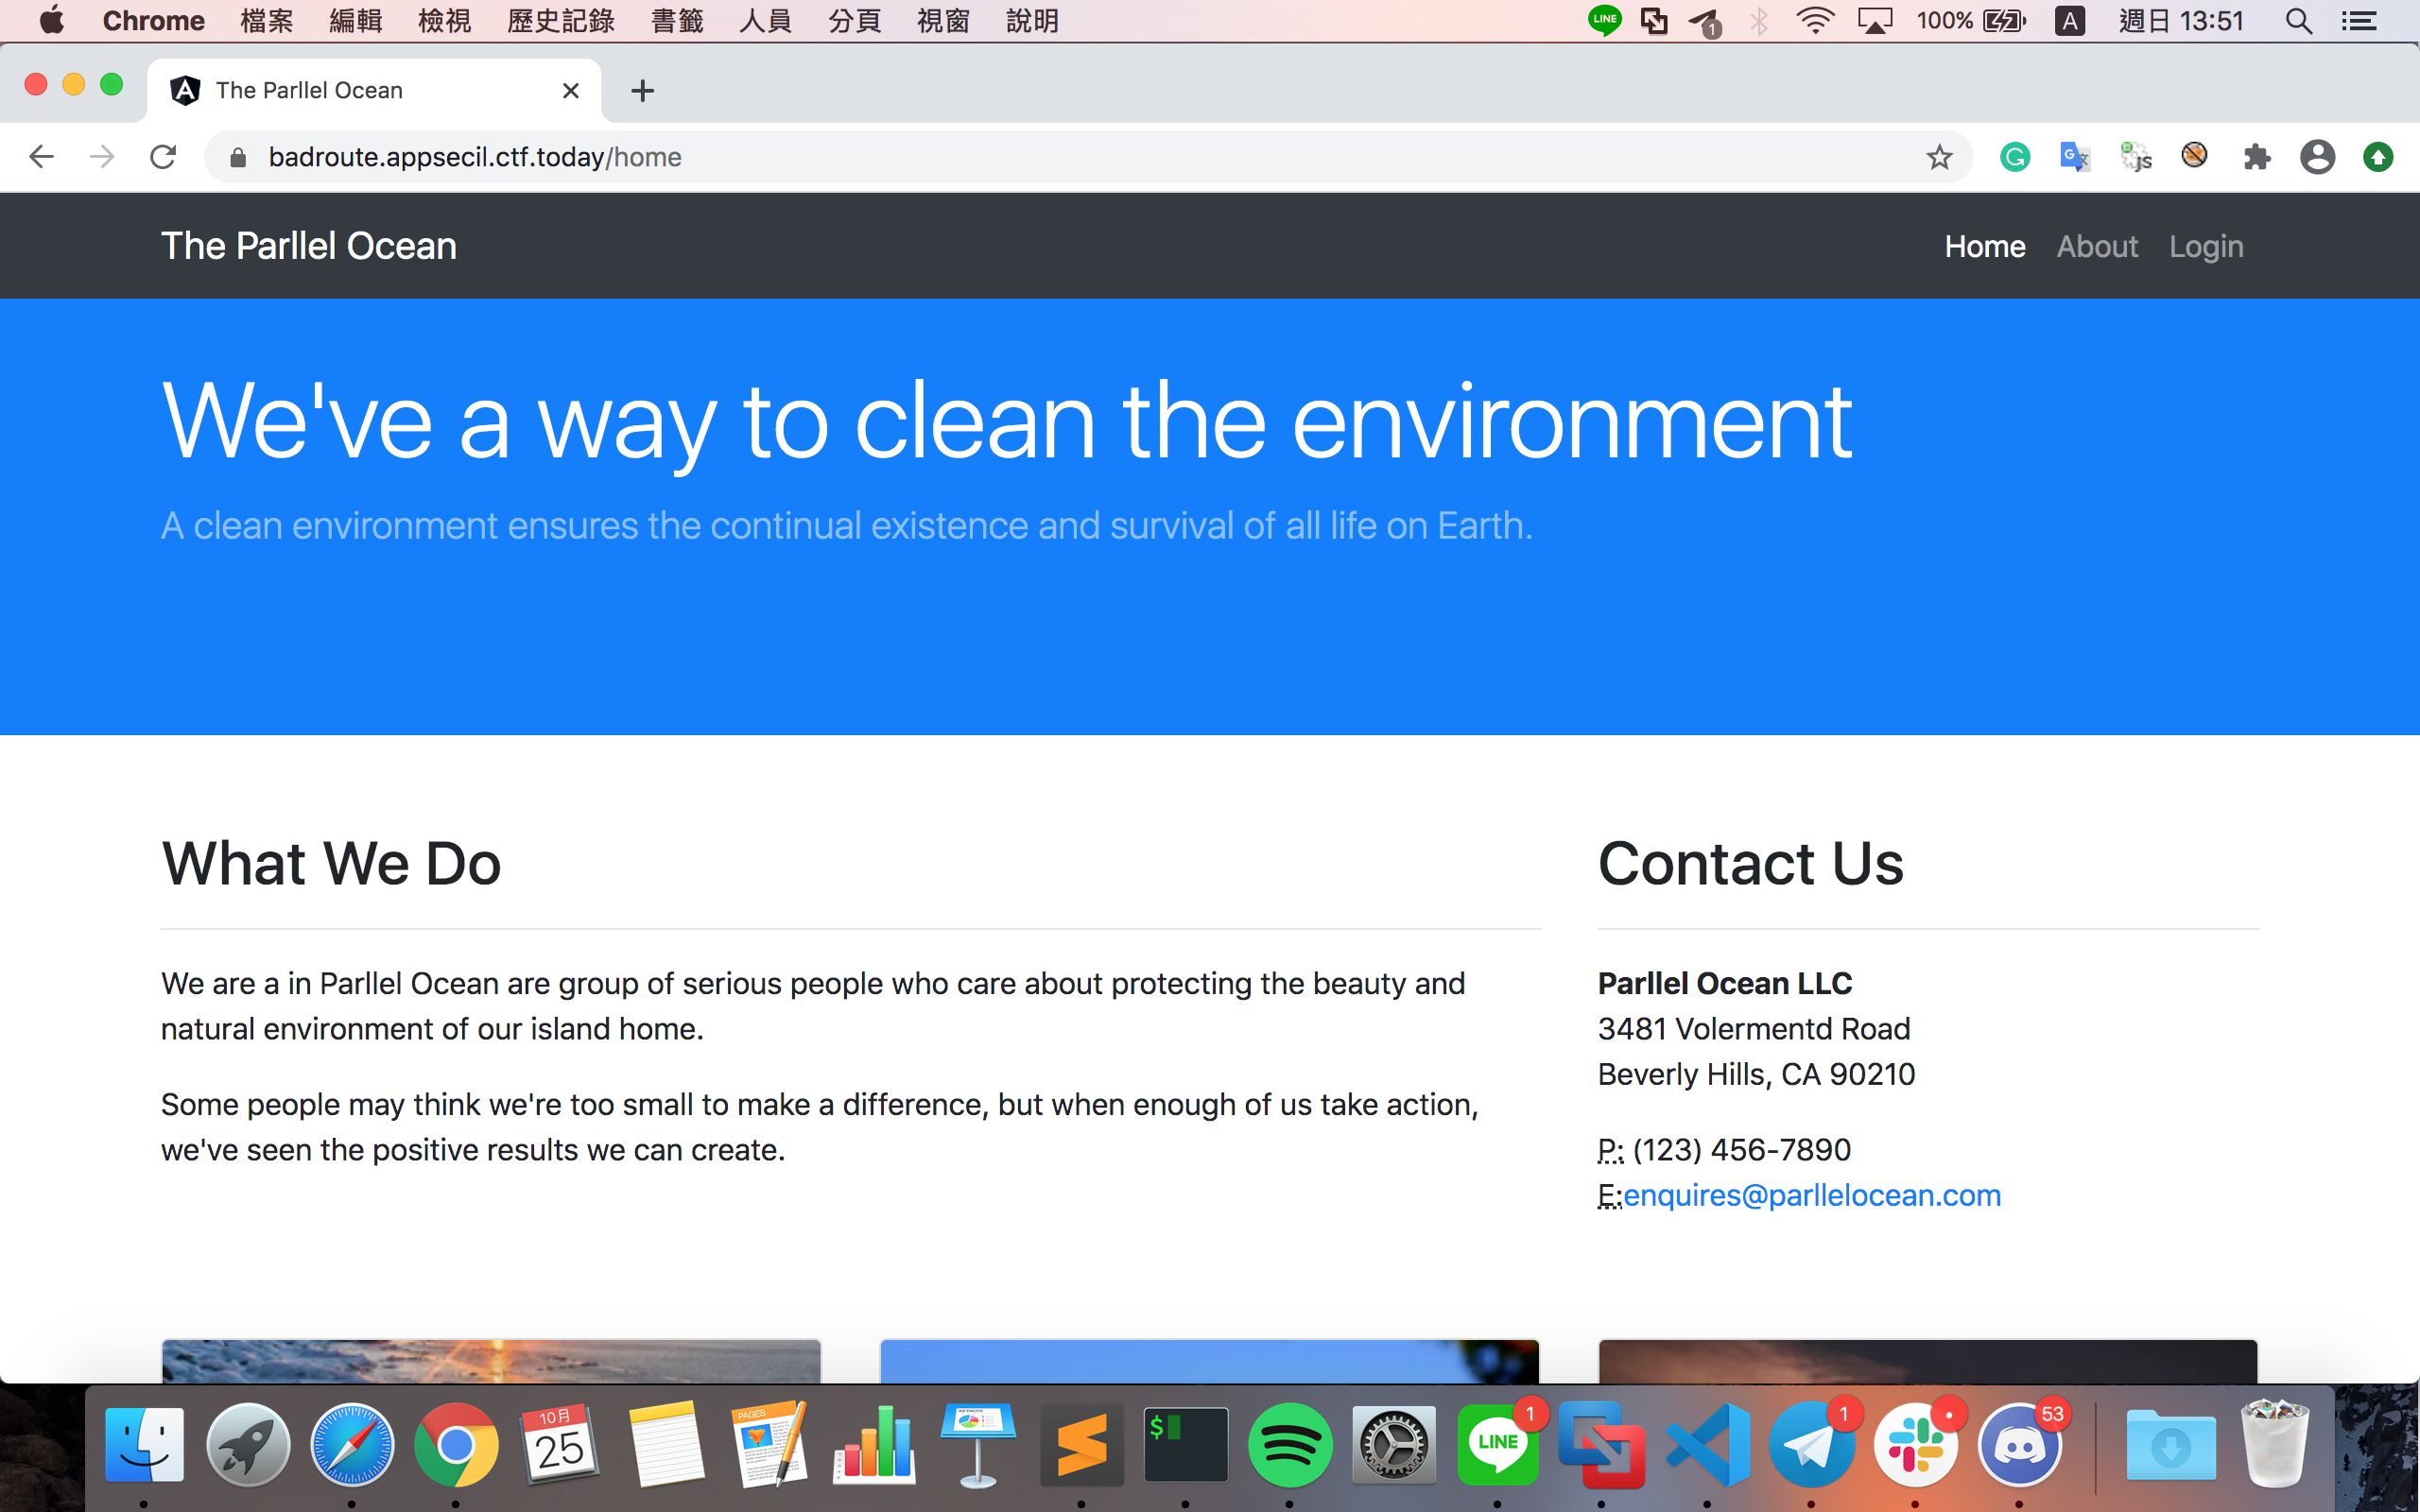 Chrome 檔案 編輯 檢視 歷史記錄 書籤 人員 分頁 視窗 說明 LINE 1 100% A 週日 13:51
The Parllel Ocean
badroute.appsecil.ctf.today/home
The Parllel Ocean Home About Login
We've a way to clean the environment
A clean environment ensures the continual existence and survival of all life on Earth.
What We Do
We are a in Parllel Ocean are group of serious people who care about protecting the beauty and
natural environment of our island home.
Some people may think we're too small to make a difference, but when enough of us take action,
we've seen the positive results we can create.
Contact Us
Parllel Ocean LLC
3481 Volermentd Road
Beverly Hills, CA 90210
P: (123) 456-7890
E:enquires@parllelocean.com
10月
25
PAGES
KEYNOTE
$
LINE
1
1
53